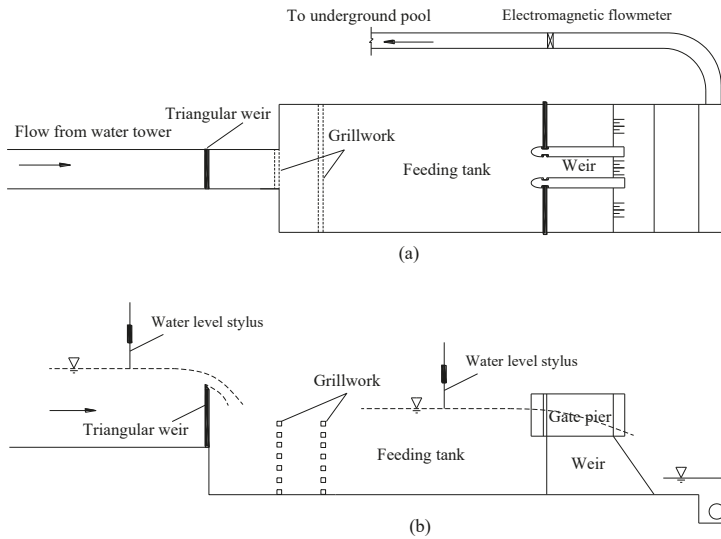 To underground pool
Electromagnetic flowmeter
Triangular weir
Flow from water tower
Grillwork
Feeding tank
Weir
(a)
Water level stylus
Water level stylus
Grillwork
Gate pier
Triangular weir
Feeding tank
Weir
(b)